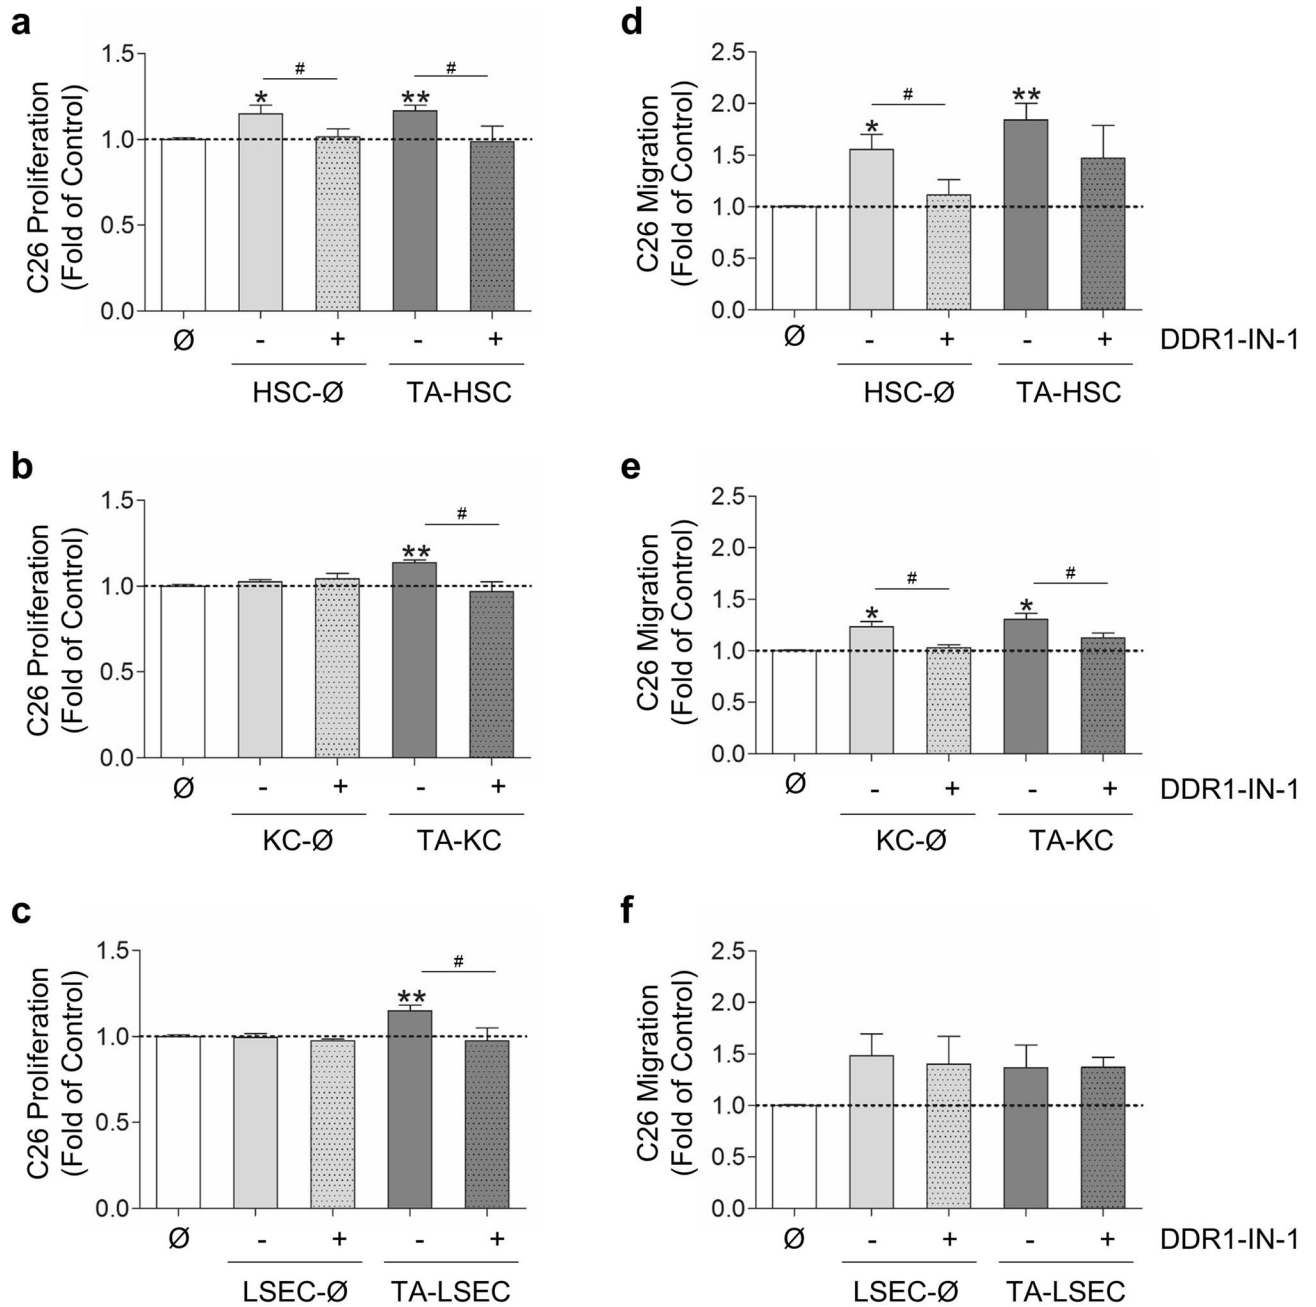 a
C26 Proliferation
(Fold of Control)
1.5
1.0
0.5
0.0
*
#
**
#
Ø - + - +
HSC-Ø TA-HSC
d
C26 Migration
(Fold of Control)
2.5
2.0
1.5
1.0
0.5
0.0
*
#
**
Ø - + - + DDR1-IN-1
HSC-Ø TA-HSC
b
C26 Proliferation
(Fold of Control)
1.5
1.0
0.5
0.0
**
#
Ø - + - +
KC-Ø TA-KC
e
C26 Migration
(Fold of Control)
2.5
2.0
1.5
1.0
0.5
0.0
*
#
*
#
Ø - + - + DDR1-IN-1
KC-Ø TA-KC
c
C26 Proliferation
(Fold of Control)
1.5
1.0
0.5
0.0
**
#
Ø - + - +
LSEC-Ø TA-LSEC
f
C26 Migration
(Fold of Control)
2.5
2.0
1.5
1.0
0.5
0.0
Ø - + - + DDR1-IN-1
LSEC-Ø TA-LSEC